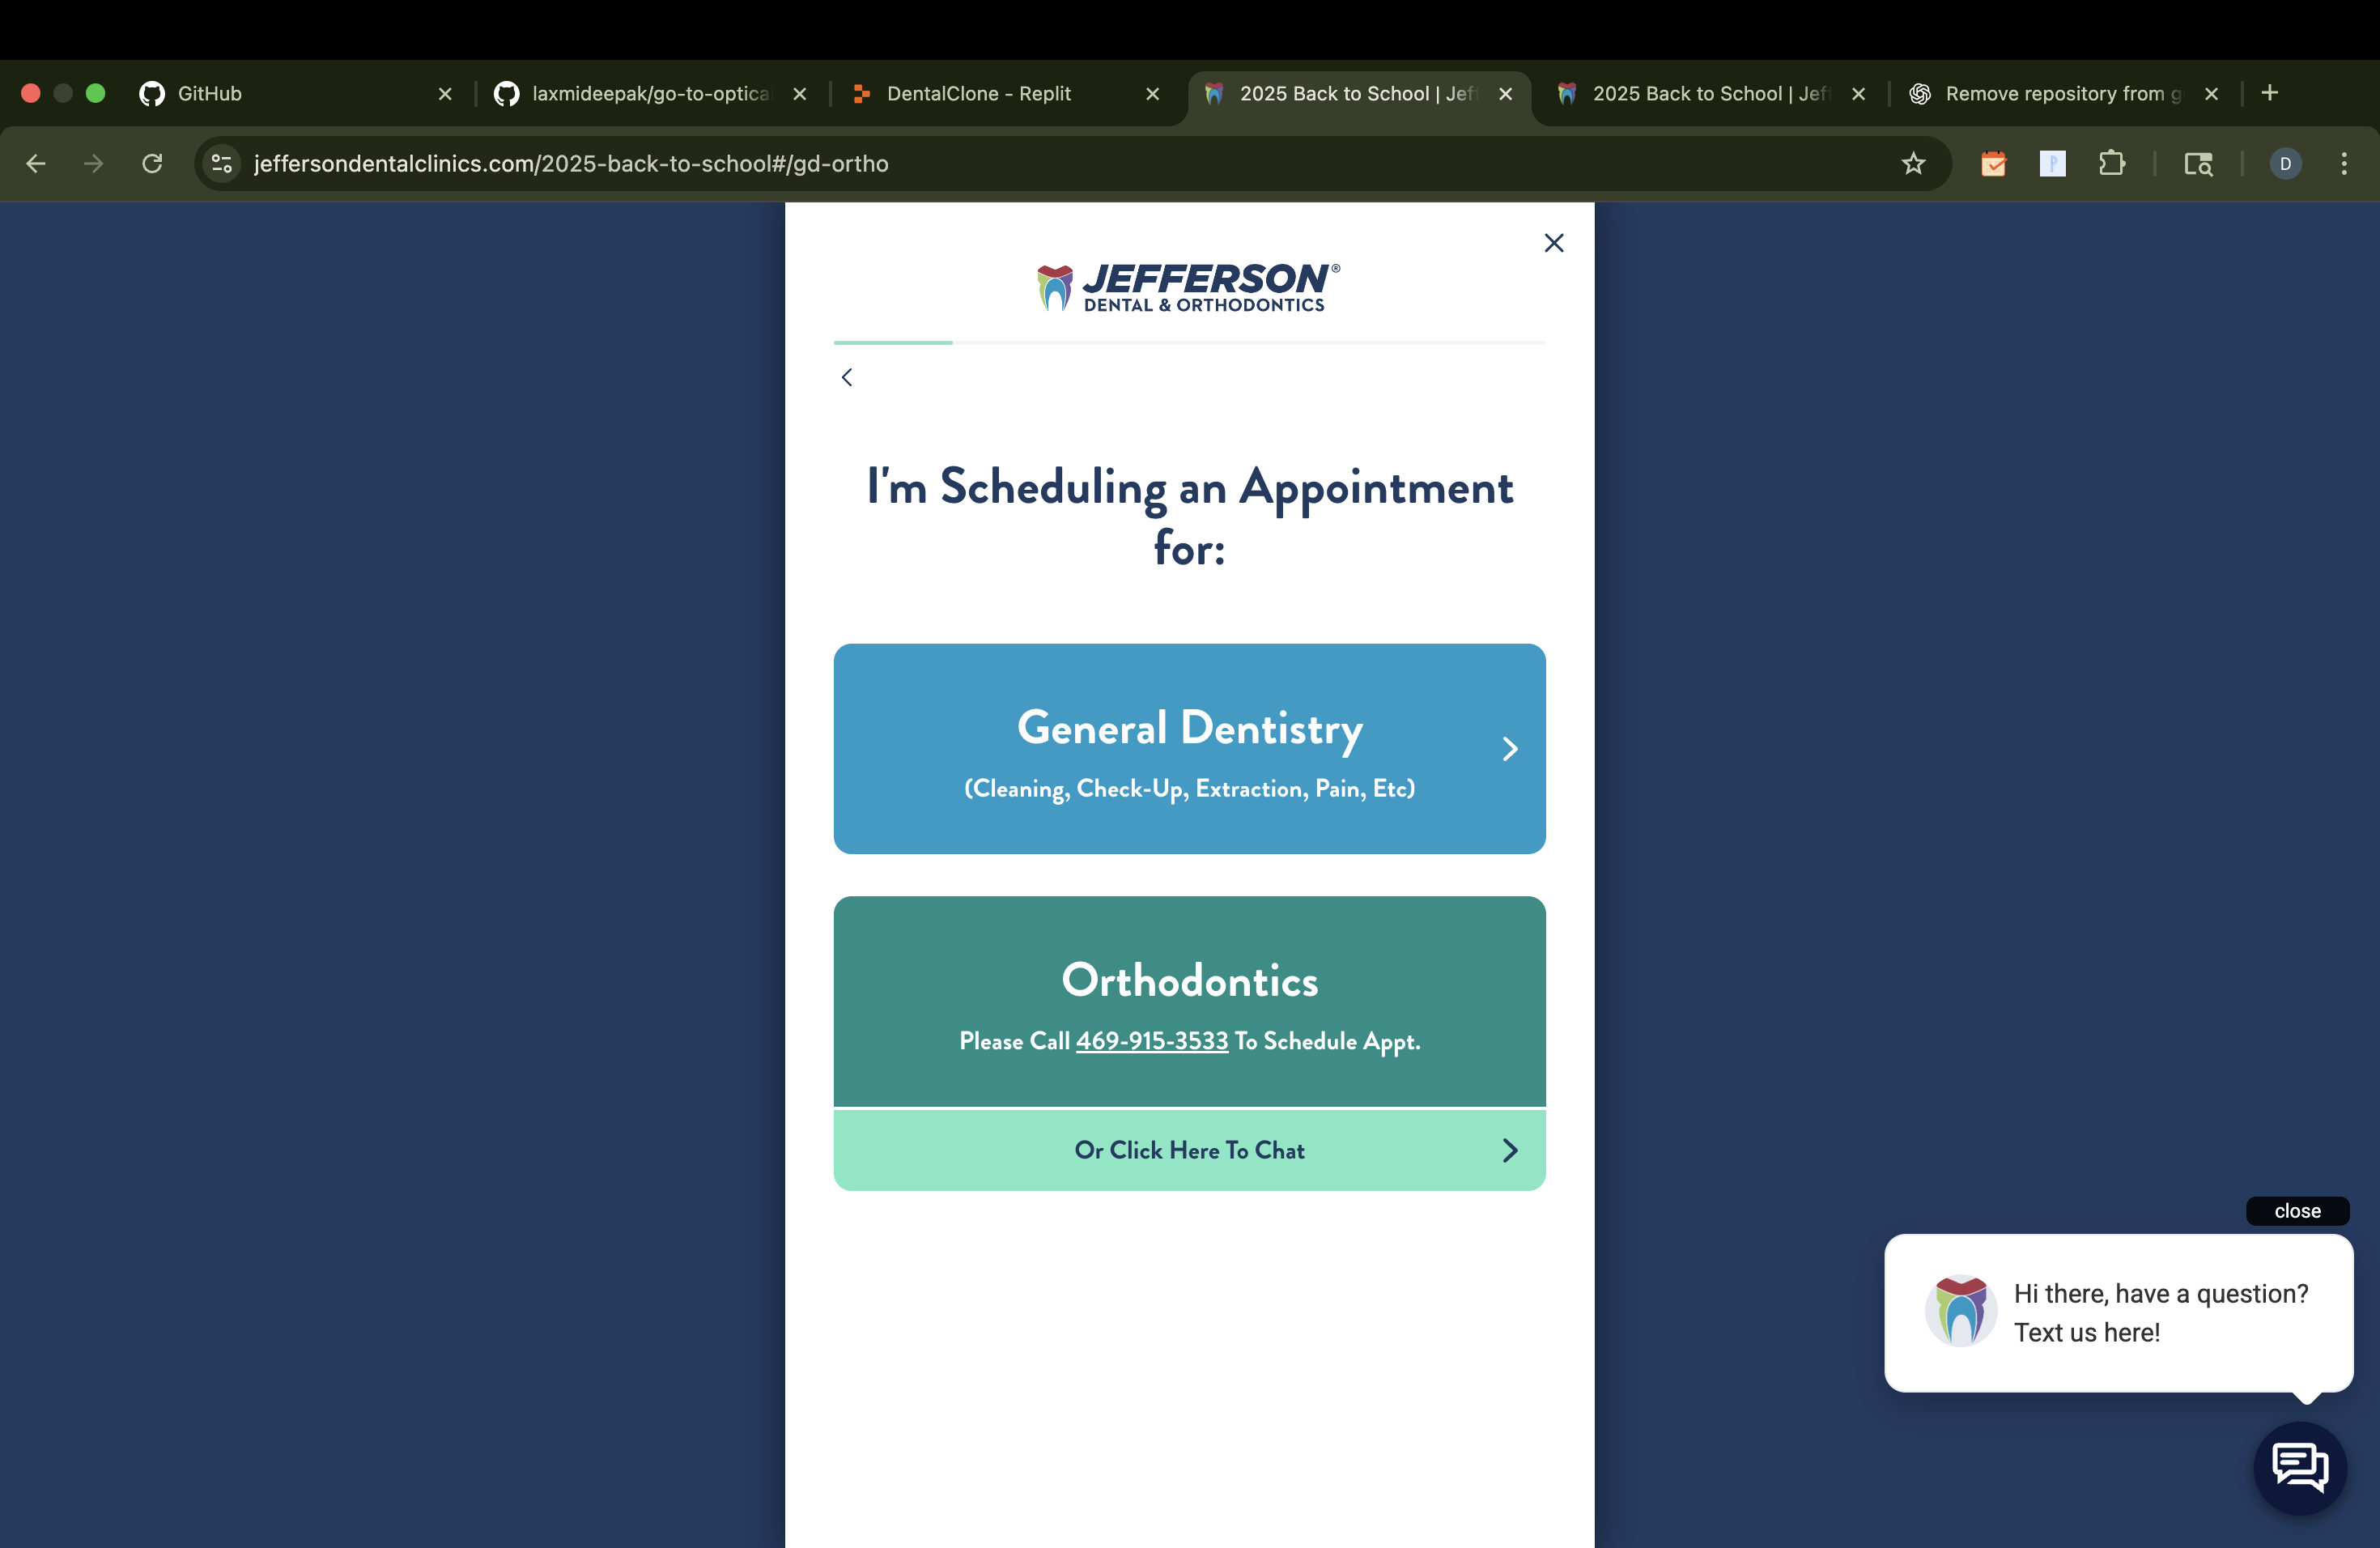 GitHub
laxmideepak/go-to-optica
DentalClone - Replit
2025 Back to School | Jef
2025 Back to School | Jef
Remove repository from g
jeffersondentalclinics.com/2025-back-to-school#/gd-ortho
D
JEFFERSON®
DENTAL & ORTHODONTICS
I'm Scheduling an Appointment
for:
General Dentistry
(Cleaning, Check-Up, Extraction, Pain, Etc)
Orthodontics
Please Call 469-915-3533 To Schedule Appt.
Or Click Here To Chat
close
Hi there, have a question?
Text us here!